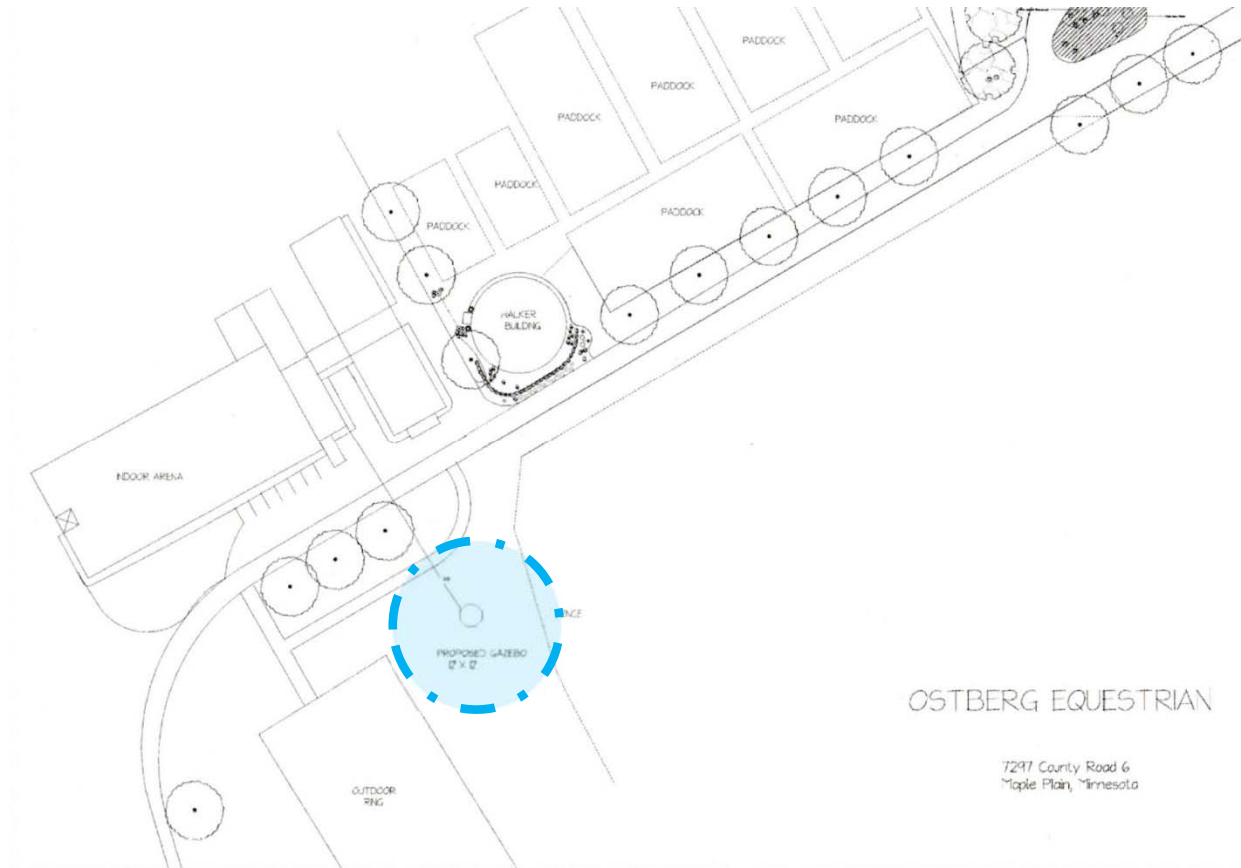 PADDOCK
PADDOCK
PADDOCK
PADDOCK
PADDOCK
PADDOCK
PADDOCK
WALKER
BUILDING
INDOOR ARENA
PROPOSED GAZEBO
12' X 12'
OUTDOOR
RING
OSTBERG EQUESTRIAN
7297 County Road 6
Maple Plain, Minnesota